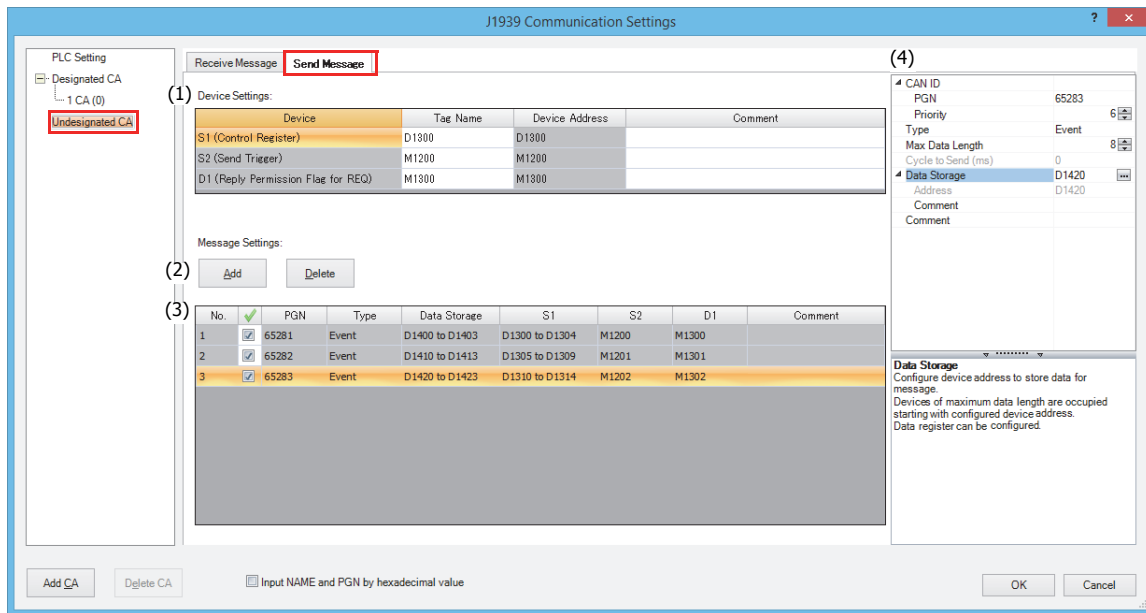 J1939 Communication Settings
? ×
PLC Setting
Designated CA
1 CA (0)
Undesignated CA
Receive Message Send Message
(1) Device Settings:
Device Tag Name Device Address Comment
S1 (Control Register) D1300 D1300
S2 (Send Trigger) M1200 M1200
D1 (Reply Permission Flag for REQ) M1300 M1300
Message Settings:
(2) Add Delete
(3) No. PGN Type Data Storage S1 S2 D1 Comment
1 65281 Event D1400 to D1403 D1300 to D1304 M1200 M1300
2 65282 Event D1410 to D1413 D1305 to D1309 M1201 M1301
3 65283 Event D1420 to D1423 D1310 to D1314 M1202 M1302
(4)
CAN ID
PGN 65283
Priority 6
Type Event
Max Data Length 8
Cycle to Send (ms) 0
Data Storage D1420 ...
Address D1420
Comment
Comment
Data Storage
Configure device address to store data for
message.
Devices of maximum data length are occupied
starting with configured device address.
Data register can be configured.
Add CA Delete CA Input NAME and PGN by hexadecimal value OK Cancel